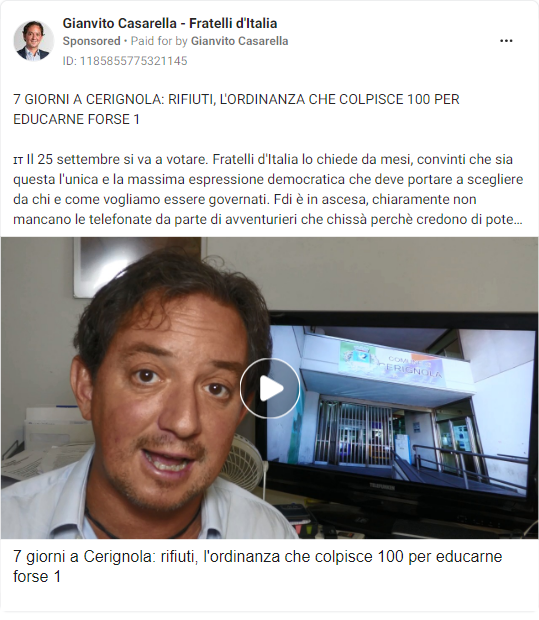 Gianvito Casarella - Fratelli d'Italia
Sponsored • Paid for by Gianvito Casarella
ID: 1185855775321145
7 GIORNI A CERIGNOLA: RIFIUTI, L'ORDINANZA CHE COLPISCE 100 PER
EDUCARNE FORSE 1
IT Il 25 settembre si va a votare. Fratelli d'Italia lo chiede da mesi, convinti che sia
questa l'unica e la massima espressione democratica che deve portare a scegliere
da chi e come vogliamo essere governati. Fdi è in ascesa, chiaramente non
mancano le telefonate da parte di avventurieri che chissà perchè credono di pote...
CERIGNOLA
7 giorni a Cerignola: rifiuti, l'ordinanza che colpisce 100 per educarne
forse 1